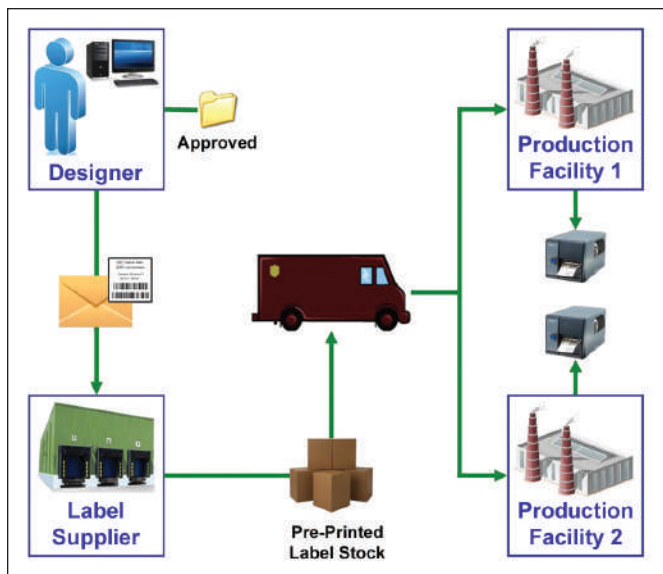 Designer
Approved
Label
Supplier
Pre-Printed
Label Stock
Production
Facility 1
Production
Facility 2